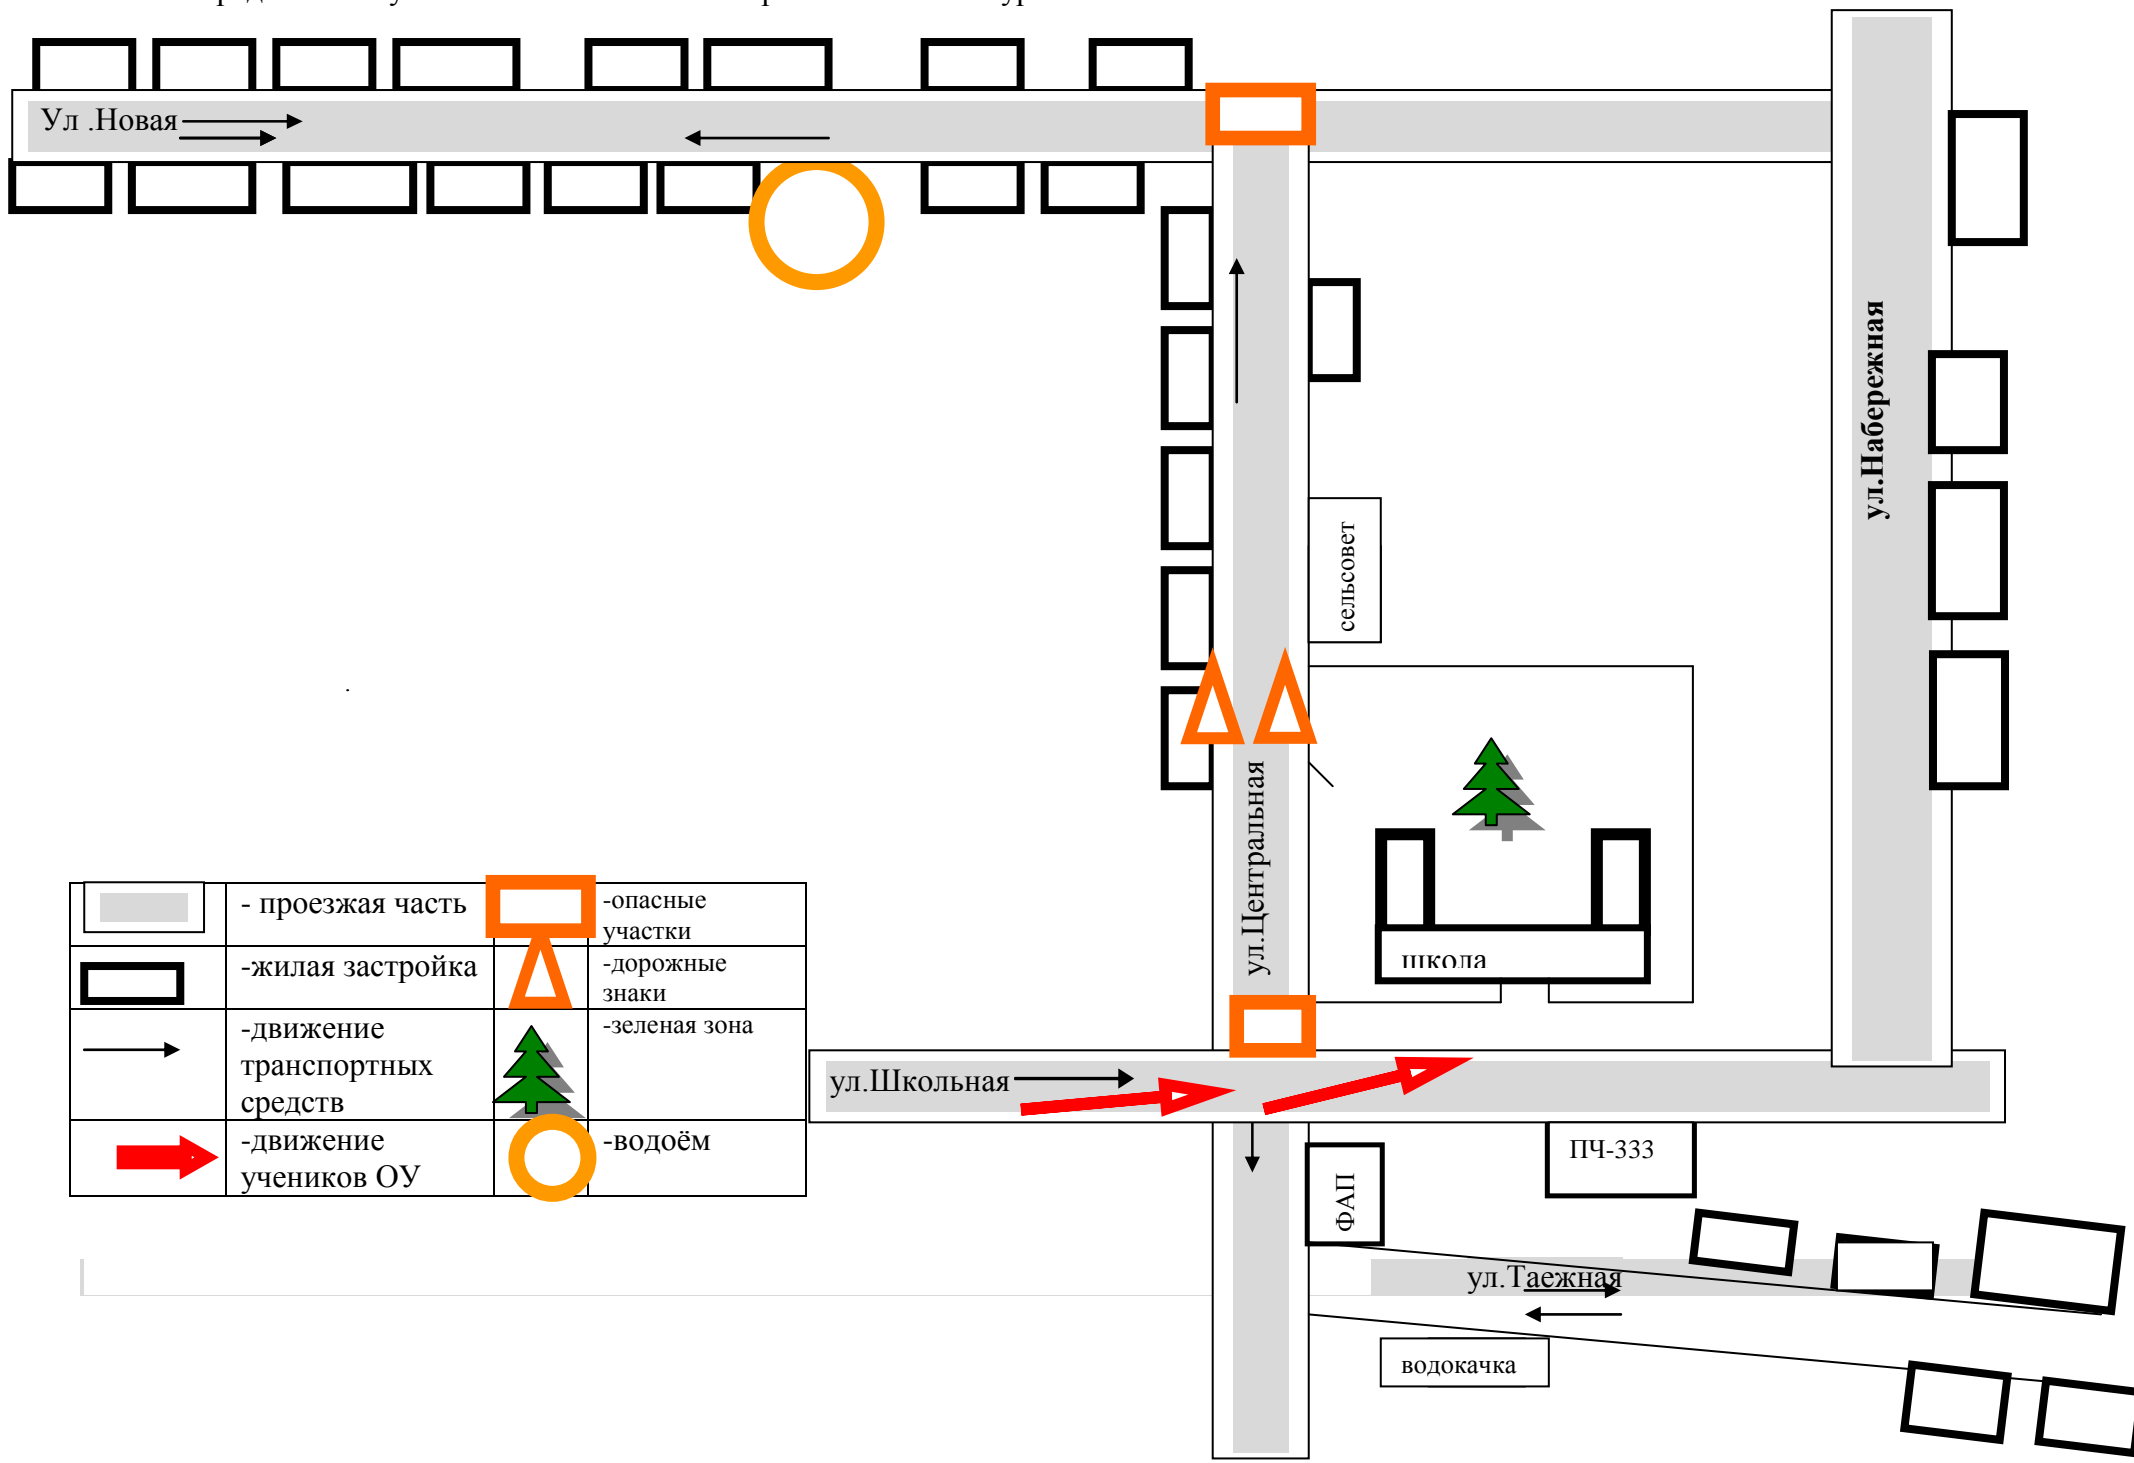 Ул .Новая
ул.Набережная
сельсовет
ул.Центральная
школа
- проезжая часть
-опасные
участки
-жилая застройка
-дорожные
знаки
-движение
транспортных
средств
-зеленая зона
-движение
учеников ОУ
-водоём
ул.Школьная
ПЧ-333
ФАП
ул.Таежная
водокачка